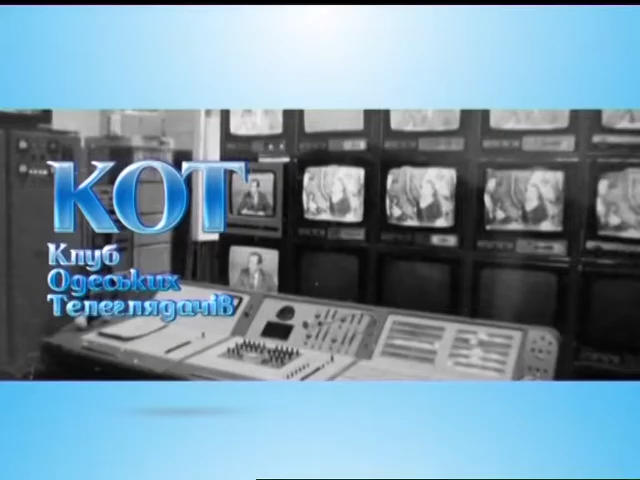 КОТ
Клуб
Одеських
Телеглядачів